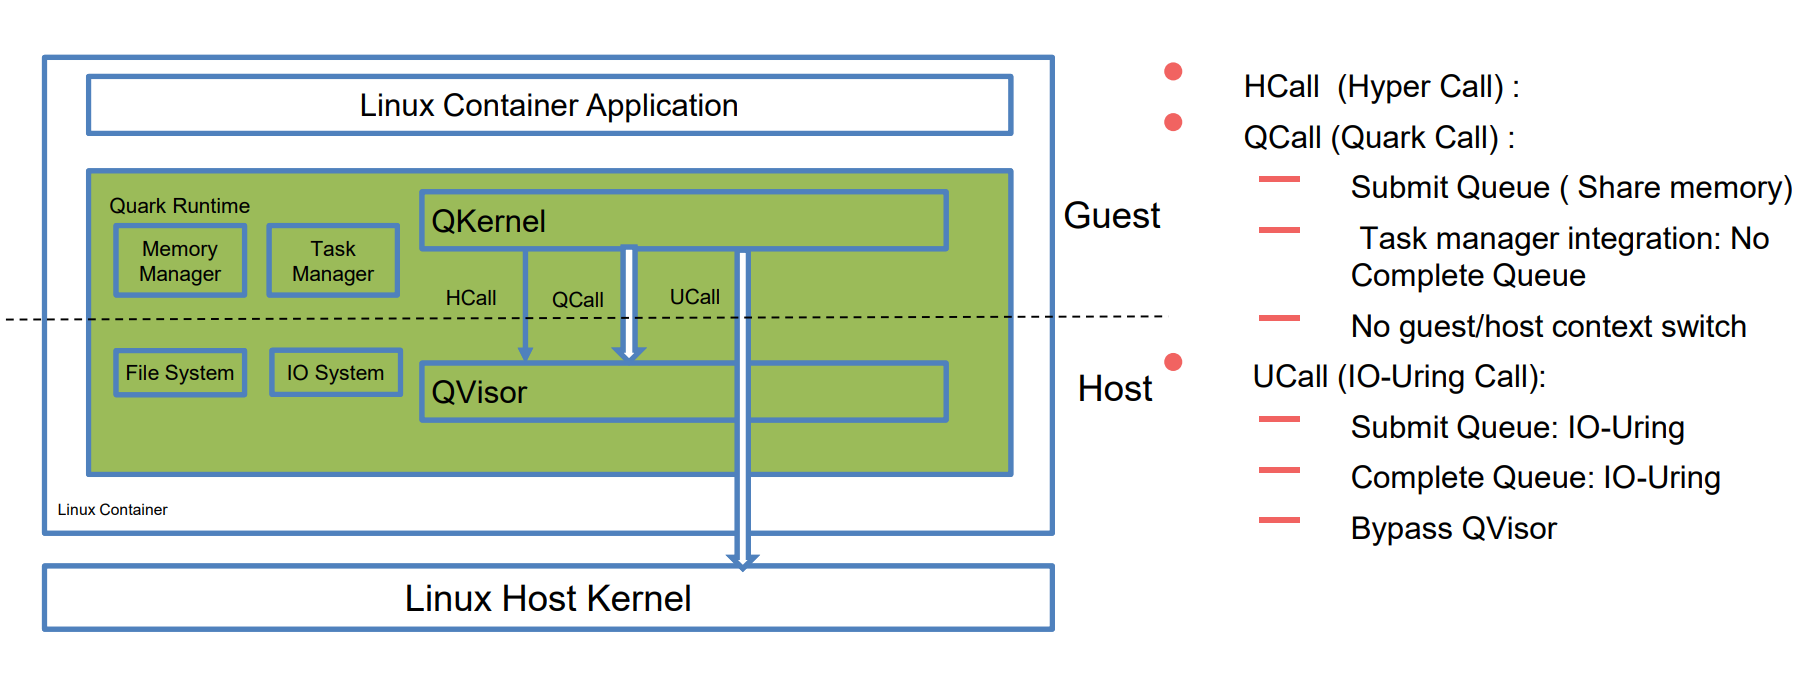 Linux Container Application
Quark Runtime
Memory
Manager
Task
Manager
QKernel
HCall
QCall
UCall
File System
IO System
QVisor
Linux Container
Linux Host Kernel
Guest
Host
HCall (Hyper Call) :
QCall (Quark Call) :
Submit Queue ( Share memory)
Task manager integration: No
Complete Queue
No guest/host context switch
UCall (IO-Uring Call):
Submit Queue: IO-Uring
Complete Queue: IO-Uring
Bypass QVisor